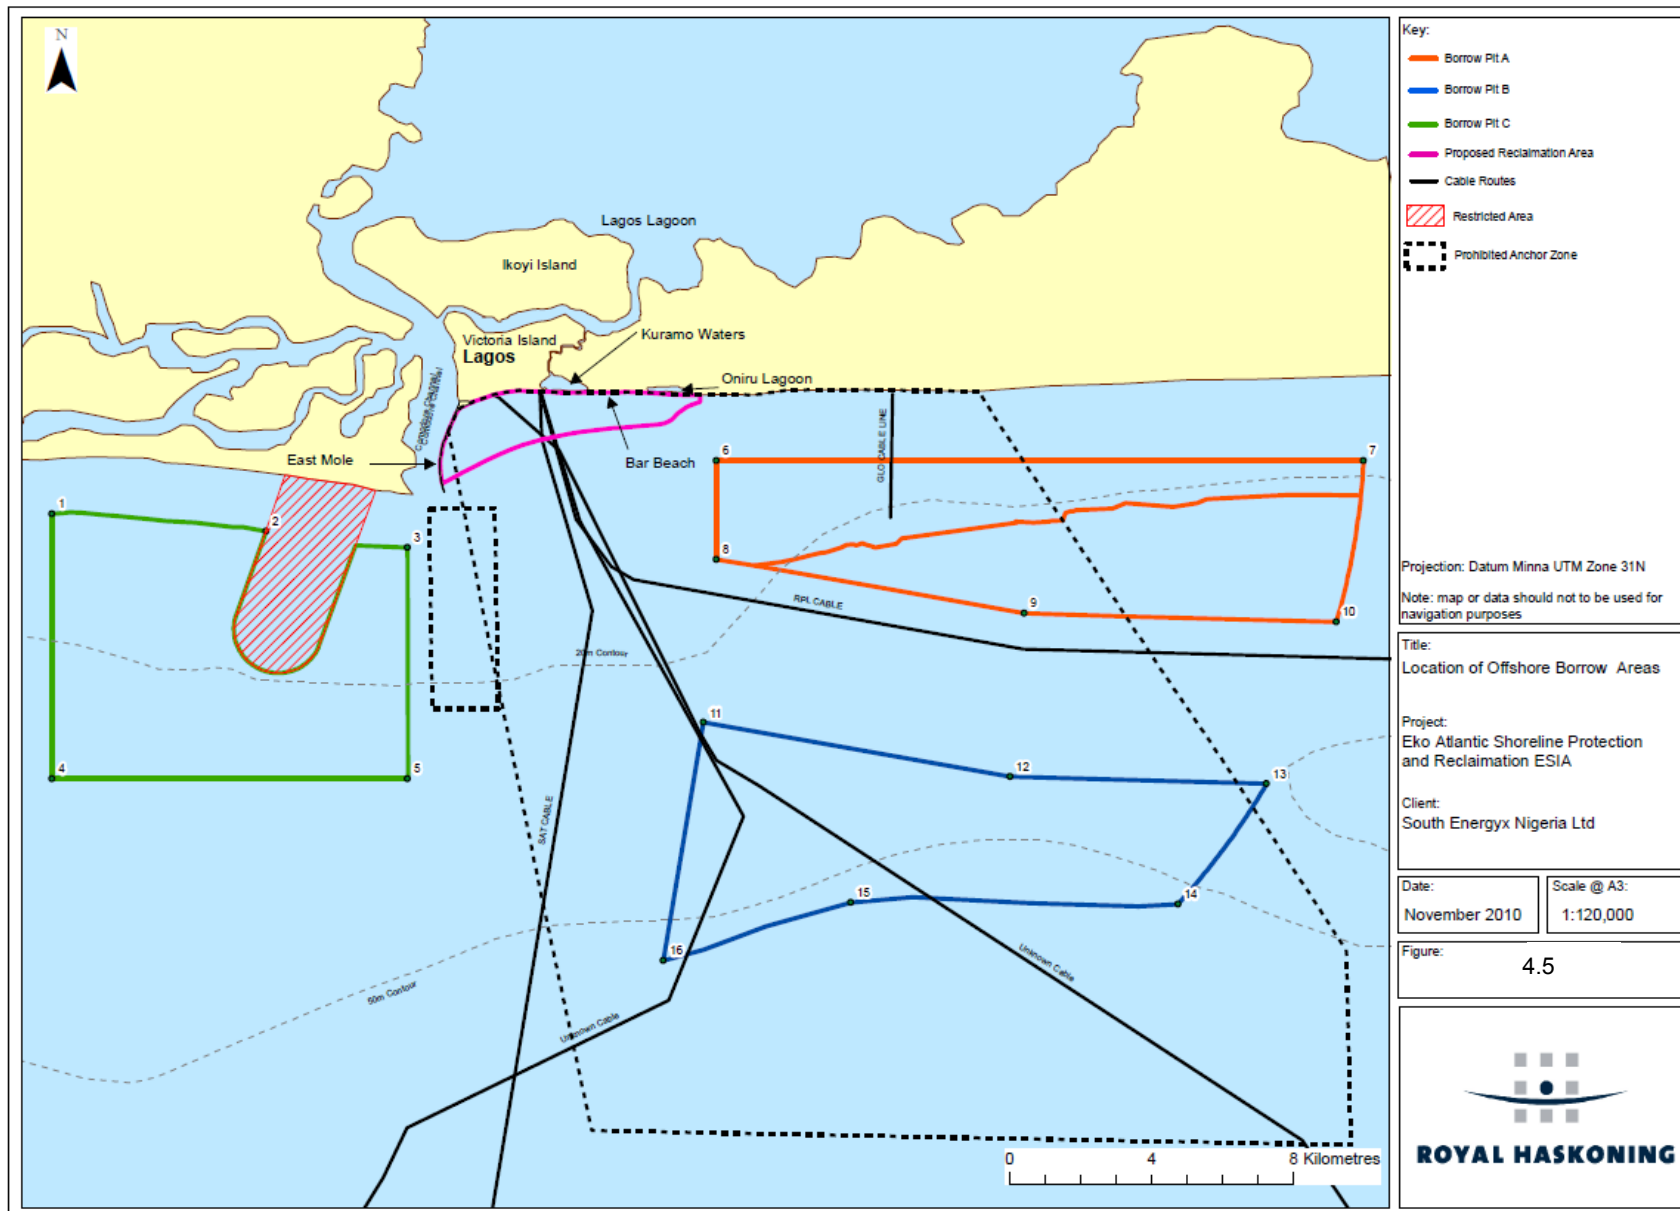 N
Lagos Lagoon
Ikoyi Island
Kuramo Waters
Victoria Island
Lagos
Oniru Lagoon
East Mole
Bar Beach
GLO CABLE LINE
1
2
3
4
5
6
7
8
9
10
RPL CABLE
20m Contour
11
12
13
14
15
16
SAT CABLE
50m Contour
Unknown Cable
Unknown Cable
0 4 8 Kilometres
Key:
Borrow Pit A
Borrow Pit B
Borrow Pit C
Proposed Reclaimation Area
Cable Routes
Restricted Area
Prohibited Anchor Zone
Projection: Datum Minna UTM Zone 31N
Note: map or data should not to be used for
navigation purposes
Title:
Location of Offshore Borrow Areas
Project:
Eko Atlantic Shoreline Protection
and Reclaimation ESIA
Client:
South Energyx Nigeria Ltd
Date:
November 2010
Scale @ A3:
1:120,000
Figure:
4.5
ROYAL HASKONING